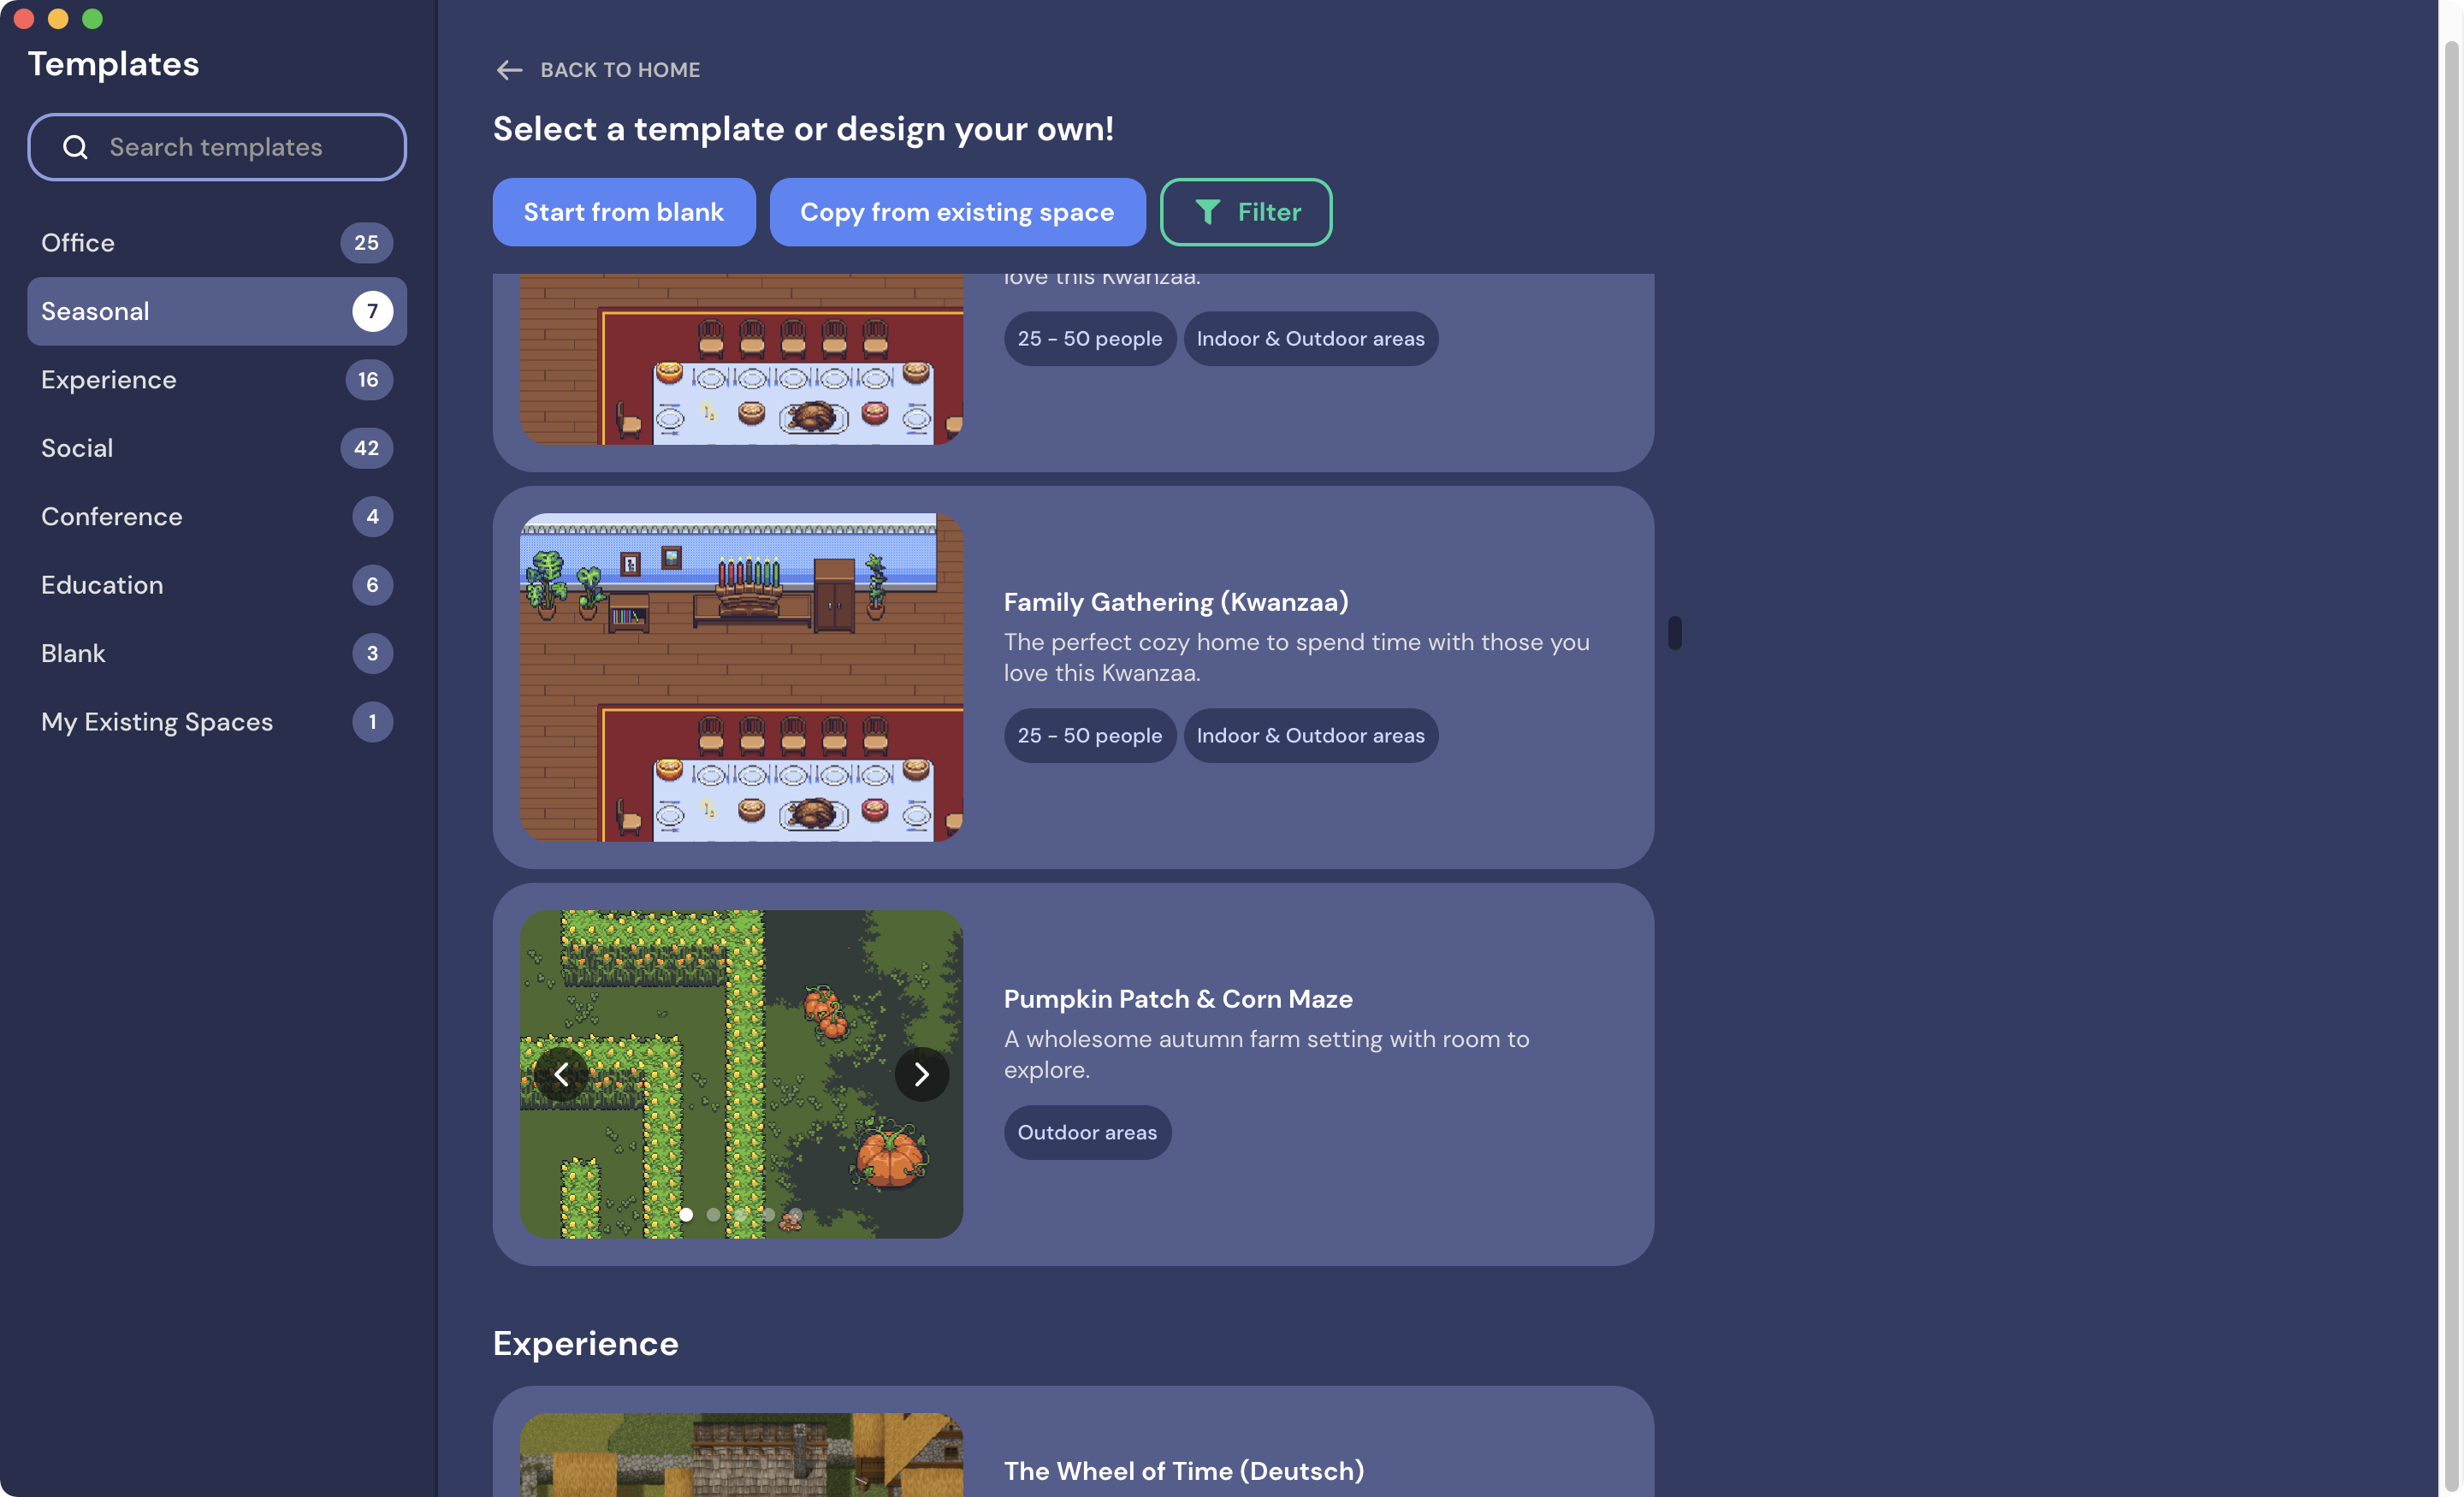 Templates
Search templates
Office 25
Seasonal 7
Experience 16
Social 42
Conference 4
Education 6
Blank 3
My Existing Spaces 1
BACK TO HOME
Select a template or design your own!
Start from blank
Copy from existing space
Filter
love this Kwanzaa.
25 - 50 people
Indoor & Outdoor areas
Family Gathering (Kwanzaa)
The perfect cozy home to spend time with those you
love this Kwanzaa.
25 - 50 people
Indoor & Outdoor areas
Pumpkin Patch & Corn Maze
A wholesome autumn farm setting with room to
explore.
Outdoor areas
Experience
The Wheel of Time (Deutsch)